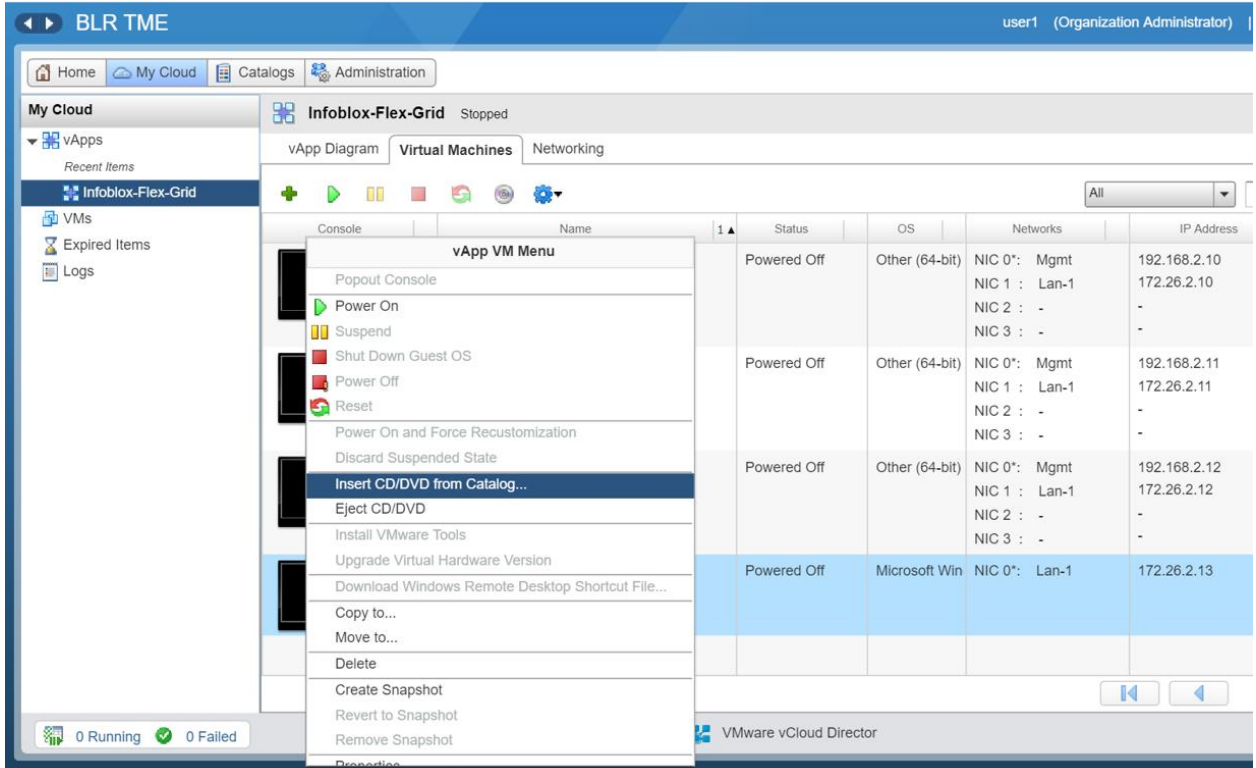 BLR TME
user1 (Organization Administrator) |
Home My Cloud Catalogs Administration
My Cloud
vApps
Recent Items
Infoblox-Flex-Grid
VMs
Expired Items
Logs
Infoblox-Flex-Grid Stopped
vApp Diagram Virtual Machines Networking
All
Console Name 1 Status OS Networks IP Address
Powered Off Other (64-bit) NIC 0*: Mgmt 192.168.2.10
NIC 1 : Lan-1 172.26.2.10
NIC 2 : - -
NIC 3 : - -
Powered Off Other (64-bit) NIC 0*: Mgmt 192.168.2.11
NIC 1 : Lan-1 172.26.2.11
NIC 2 : - -
NIC 3 : - -
Powered Off Other (64-bit) NIC 0*: Mgmt 192.168.2.12
NIC 1 : Lan-1 172.26.2.12
NIC 2 : - -
NIC 3 : - -
Powered Off Microsoft Win NIC 0*: Lan-1 172.26.2.13
vApp VM Menu
Popout Console
Power On
Suspend
Shut Down Guest OS
Power Off
Reset
Power On and Force Recustomization
Discard Suspended State
Insert CD/DVD from Catalog...
Eject CD/DVD
Install VMware Tools
Upgrade Virtual Hardware Version
Download Windows Remote Desktop Shortcut File...
Copy to...
Move to...
Delete
Create Snapshot
Revert to Snapshot
Remove Snapshot
Properties
0 Running 0 Failed
VMware vCloud Director